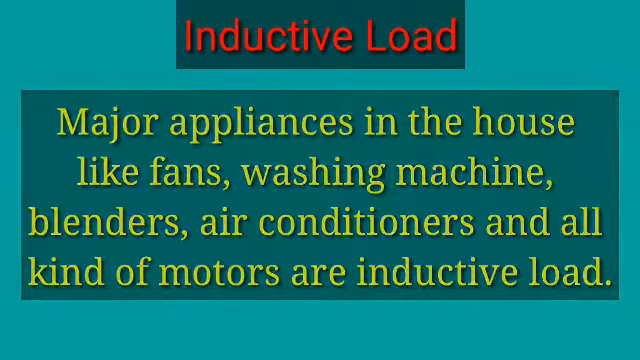 Inductive Load
Major appliances in the house
like fans, washing machine,
blenders, air conditioners and all
kind of motors are inductive load.